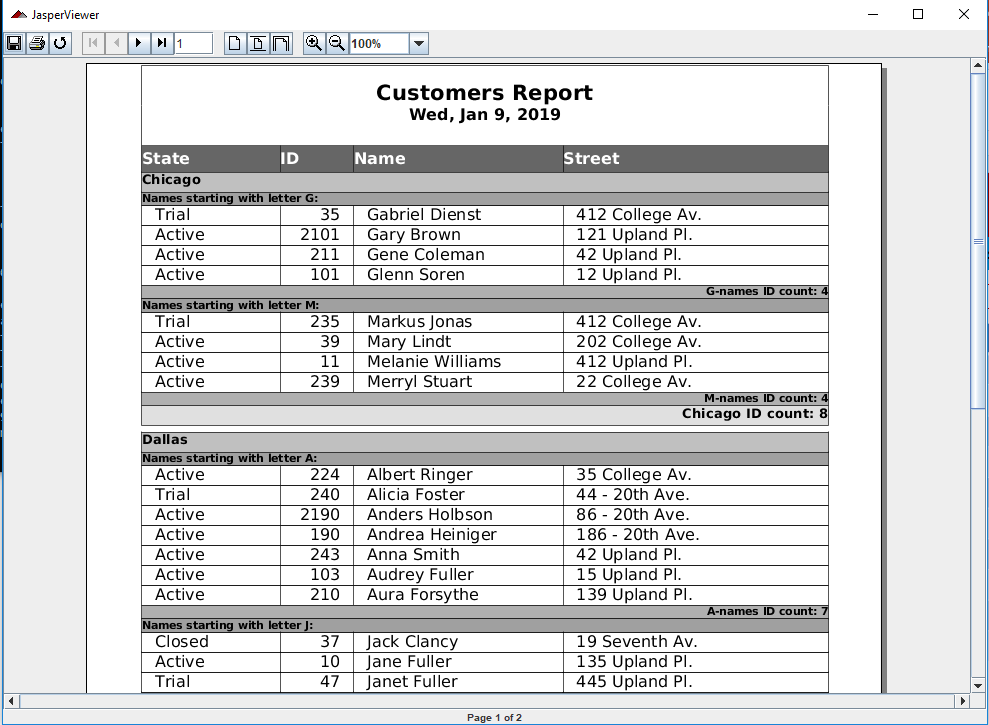 JasperViewer
1
100%
Customers Report
Wed, Jan 9, 2019
State ID Name Street
Chicago
Names starting with letter G:
Trial 35 Gabriel Dienst 412 College Av.
Active 2101 Gary Brown 121 Upland Pl.
Active 211 Gene Coleman 42 Upland Pl.
Active 101 Glenn Soren 12 Upland Pl.
G-names ID count: 4
Names starting with letter M:
Trial 235 Markus Jonas 412 College Av.
Active 39 Mary Lindt 202 College Av.
Active 11 Melanie Williams 412 Upland Pl.
Active 239 Merryl Stuart 22 College Av.
M-names ID count: 4
Chicago ID count: 8
Dallas
Names starting with letter A:
Active 224 Albert Ringer 35 College Av.
Trial 240 Alicia Foster 44 - 20th Ave.
Active 2190 Anders Holbson 86 - 20th Ave.
Active 190 Andrea Heiniger 186 - 20th Ave.
Active 243 Anna Smith 42 Upland Pl.
Active 103 Audrey Fuller 15 Upland Pl.
Active 210 Aura Forsythe 139 Upland Pl.
A-names ID count: 7
Names starting with letter J:
Closed 37 Jack Clancy 19 Seventh Av.
Active 10 Jane Fuller 135 Upland Pl.
Trial 47 Janet Fuller 445 Upland Pl.
Page 1 of 2